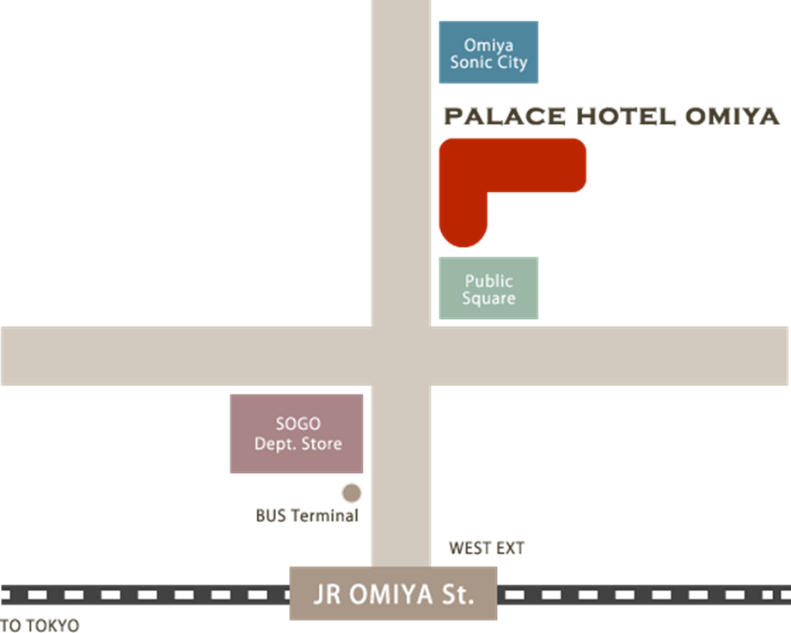 Omiya
Sonic City
PALACE HOTEL OMIYA
Public
Square
SOGO
Dept. Store
BUS Terminal
WEST EXT
JR OMIYA St.
TO TOKYO